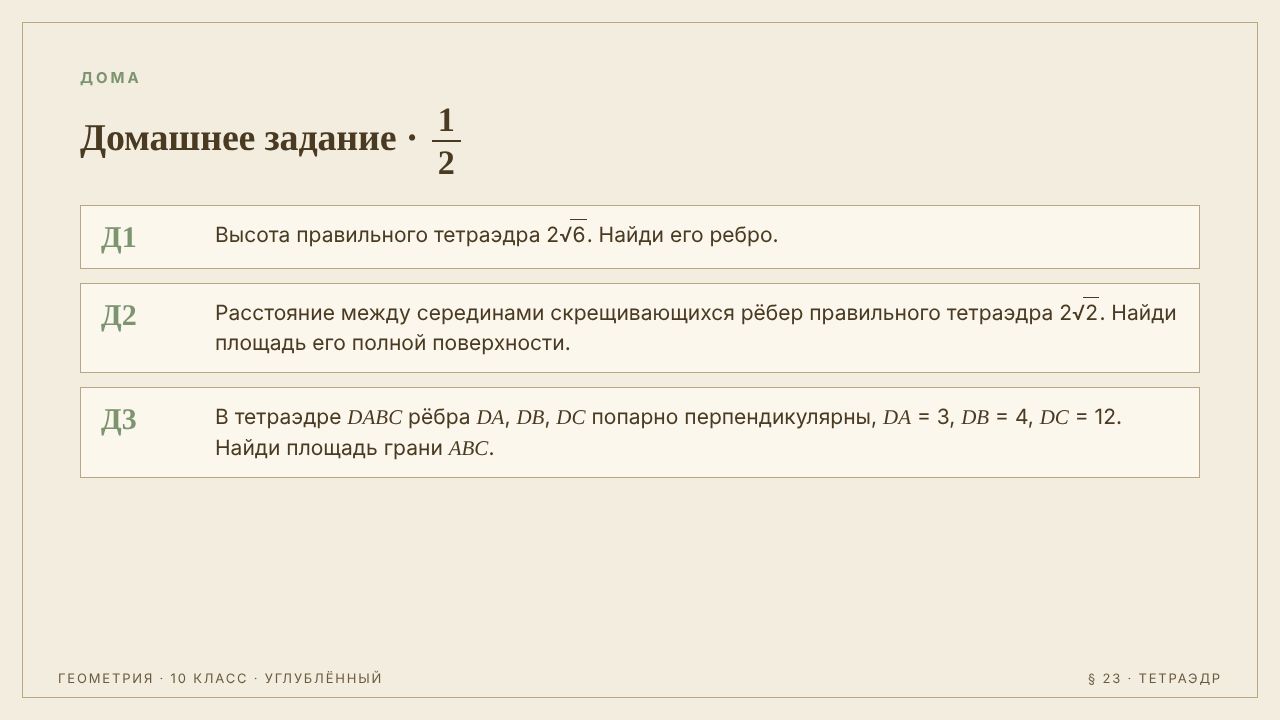 ДОМА
Домашнее задание · 1/2
Д1
Высота правильного тетраэдра 2√6. Найди его ребро.
Д2
Расстояние между серединами скрещивающихся рёбер правильного тетраэдра 2√2. Найди
площадь его полной поверхности.
Д3
В тетраэдре DABC рёбра DA, DB, DC попарно перпендикулярны, DA = 3, DB = 4, DC = 12.
Найди площадь грани ABC.
ГЕОМЕТРИЯ · 10 КЛАСС · УГЛУБЛЁННЫЙ
§ 23 · ТЕТРАЭДР